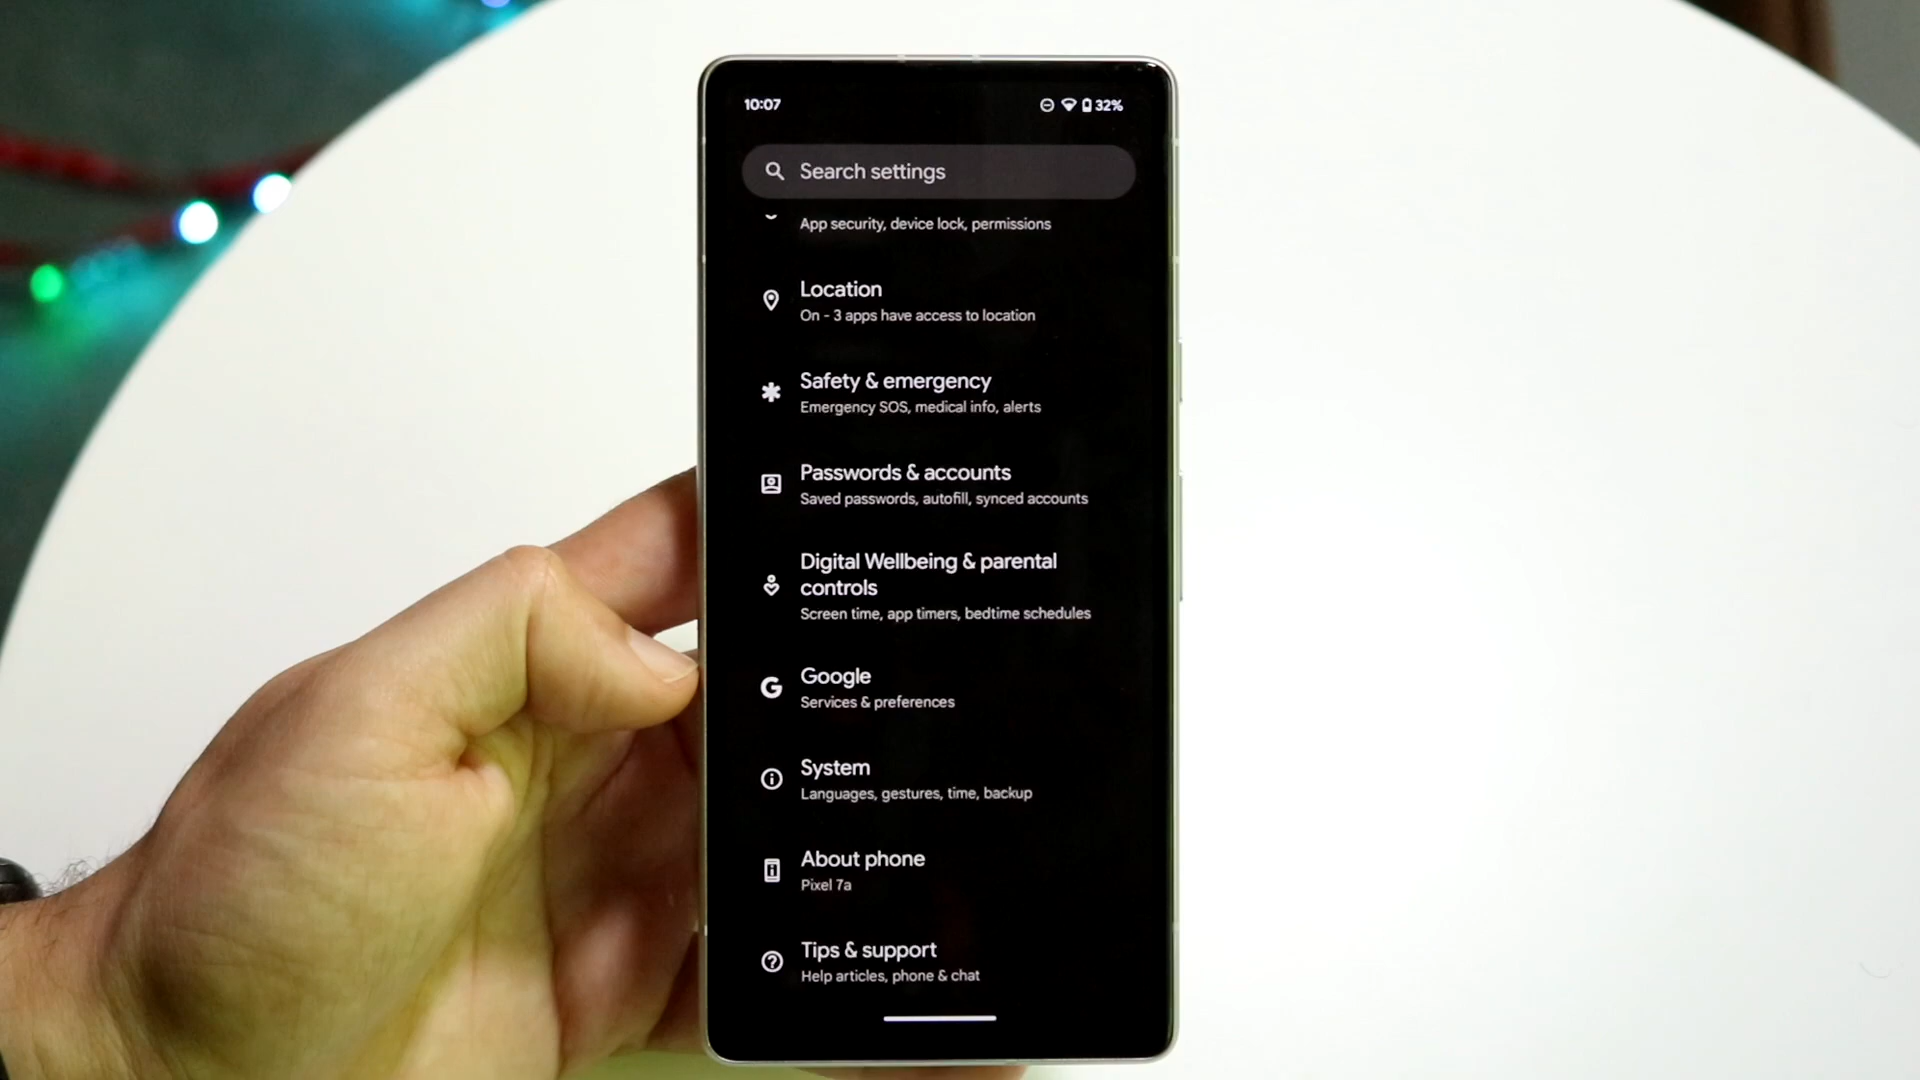 10:07
32%
Search settings
App security, device lock, permissions
Location
On - 3 apps have access to location
Safety & emergency
Emergency SOS, medical info, alerts
Passwords & accounts
Saved passwords, autofill, synced accounts
Digital Wellbeing & parental
controls
Screen time, app timers, bedtime schedules
Google
Services & preferences
System
Languages, gestures, time, backup
About phone
Pixel 7a
Tips & support
Help articles, phone & chat